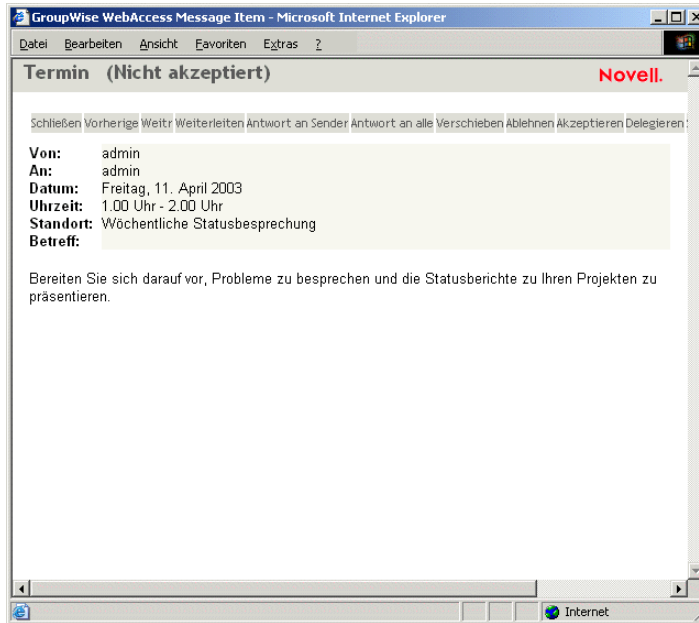 GroupWise WebAccess Message Item - Microsoft Internet Explorer
Datei Bearbeiten Ansicht Favoriten Extras ?
Termin (Nicht akzeptiert) Novell.
Schließen Vorherige Weitr Weiterleiten Antwort an Sender Antwort an alle Verschieben Ablehnen Akzeptieren Delegieren
Von: admin
An: admin
Datum: Freitag, 11. April 2003
Uhrzeit: 1.00 Uhr - 2.00 Uhr
Standort: Wöchentliche Statusbesprechung
Betreff:
Bereiten Sie sich darauf vor, Probleme zu besprechen und die Statusberichte zu Ihren Projekten zu
präsentieren.
Internet